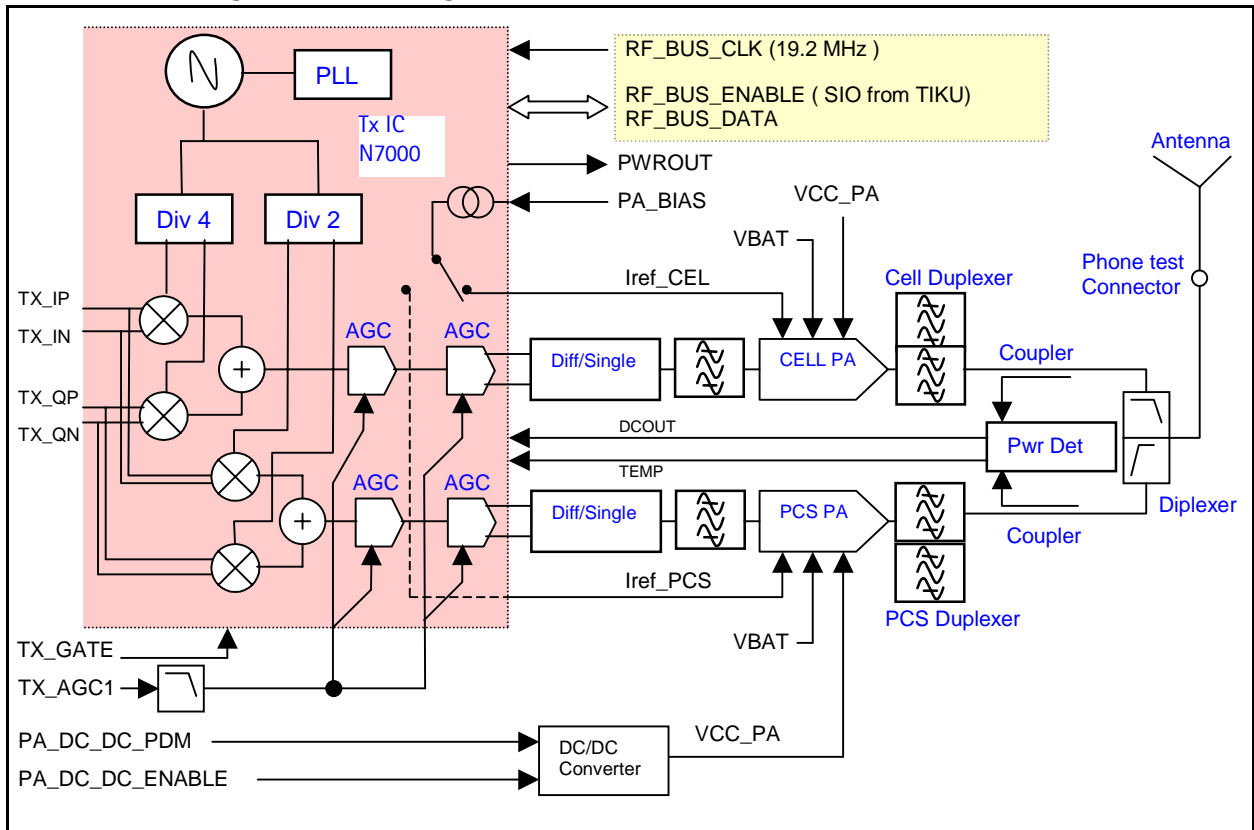 RF_BUS_CLK (19.2 MHz )
PLL
RF_BUS_ENABLE ( SIO from TIKU)
RF_BUS_DATA
Tx IC
N7000
Antenna
PWROUT
VCC_PA
PA_BIAS
Div 4
Div 2
VBAT
Phone test
Connector
Iref_CEL
Cell Duplexer
TX_IP
TX_IN
AGC
AGC
Diff/Single
CELL PA
Coupler
TX_QP
TX_QN
DCOUT
Pwr Det
TEMP
AGC
AGC
Diff/Single
PCS PA
Diplexer
Coupler
Iref_PCS
PCS Duplexer
VBAT
TX_GATE
TX_AGC1
PA_DC_DC_PDM
VCC_PA
DC/DC
Converter
PA_DC_DC_ENABLE